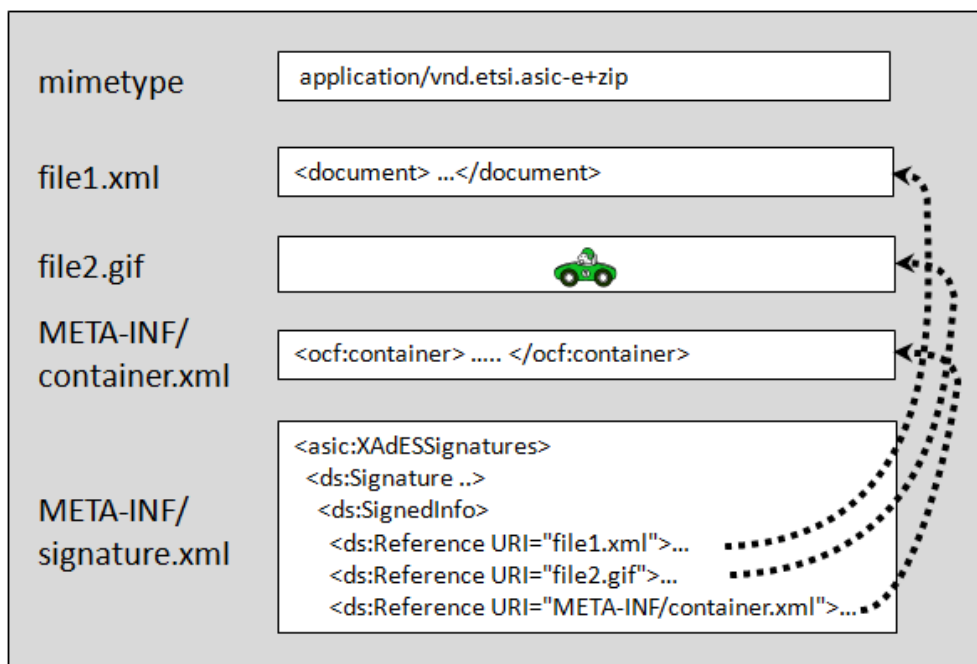 mimetype
application/vnd.etsi.asic-e+zip
file1.xml
<document> ...</document>
file2.gif
META-INF/
container.xml
<ocf:container> ..... </ocf:container>
META-INF/
signature.xml
<asic:XAdESSignatures>
<ds:Signature ..>
<ds:SignedInfo>
<ds:Reference URI="file1.xml">...
<ds:Reference URI="file2.gif">...
<ds:Reference URI="META-INF/container.xml">...